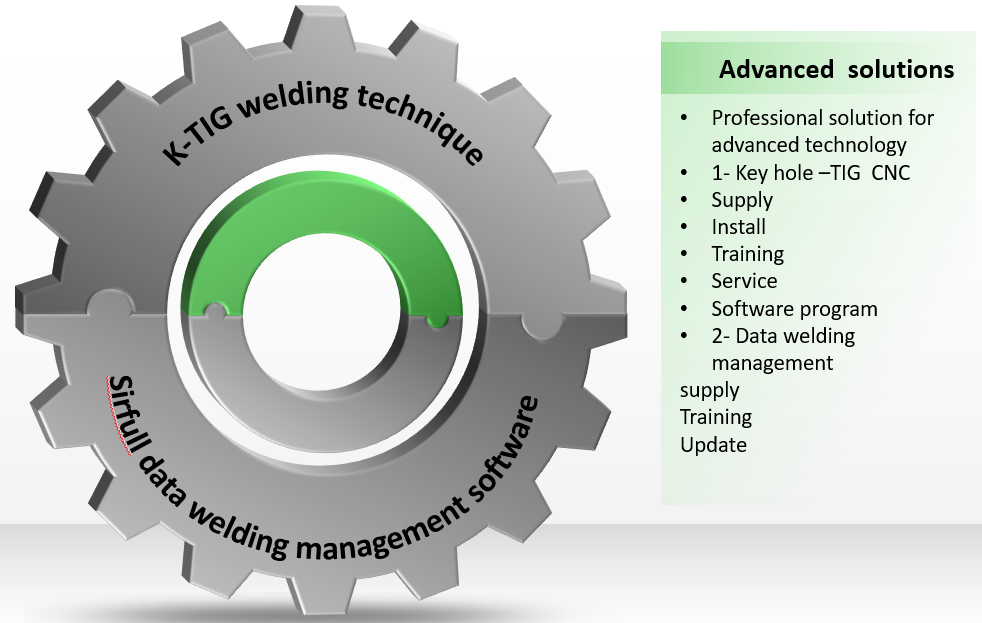 K-TIG welding technique
Sirfull data welding management software
Advanced  solutions
• Professional solution for
advanced technology
• 1- Key hole –TIG  CNC
• Supply
• Install
• Training
• Service
• Software program
• 2- Data welding
management
supply
Training
Update